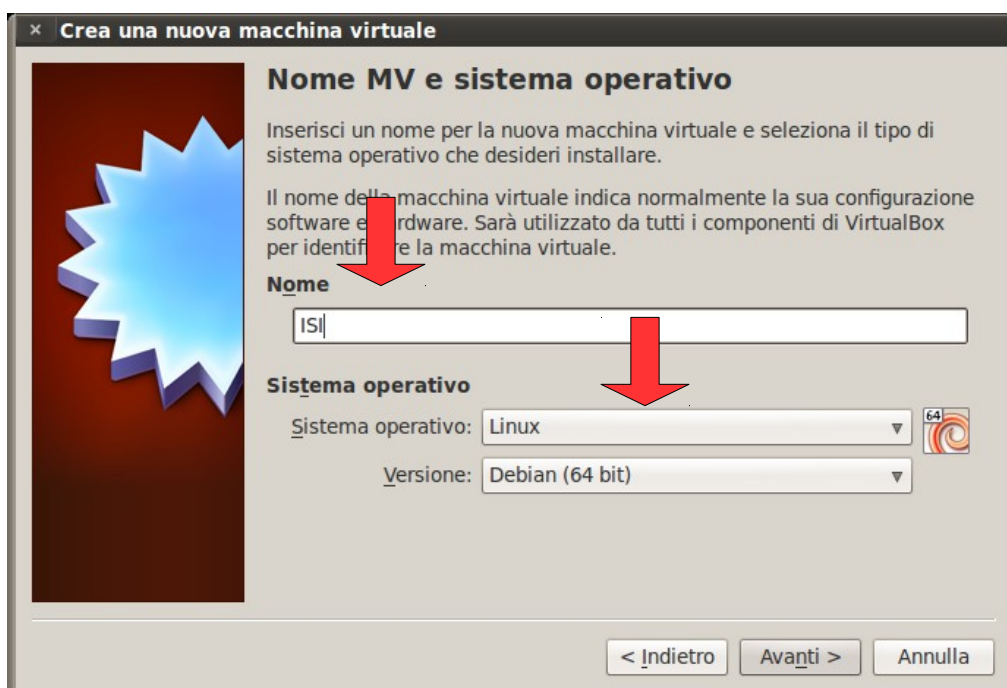 × Crea una nuova macchina virtuale
Nome MV e sistema operativo
Inserisci un nome per la nuova macchina virtuale e seleziona il tipo di
sistema operativo che desideri installare.
Il nome della macchina virtuale indica normalmente la sua configurazione
software e hardware. Sarà utilizzato da tutti i componenti di VirtualBox
per identificare la macchina virtuale.
Nome
ISI
Sistema operativo
Sistema operativo: Linux
64
Versione: Debian (64 bit)
< Indietro Avanti > Annulla